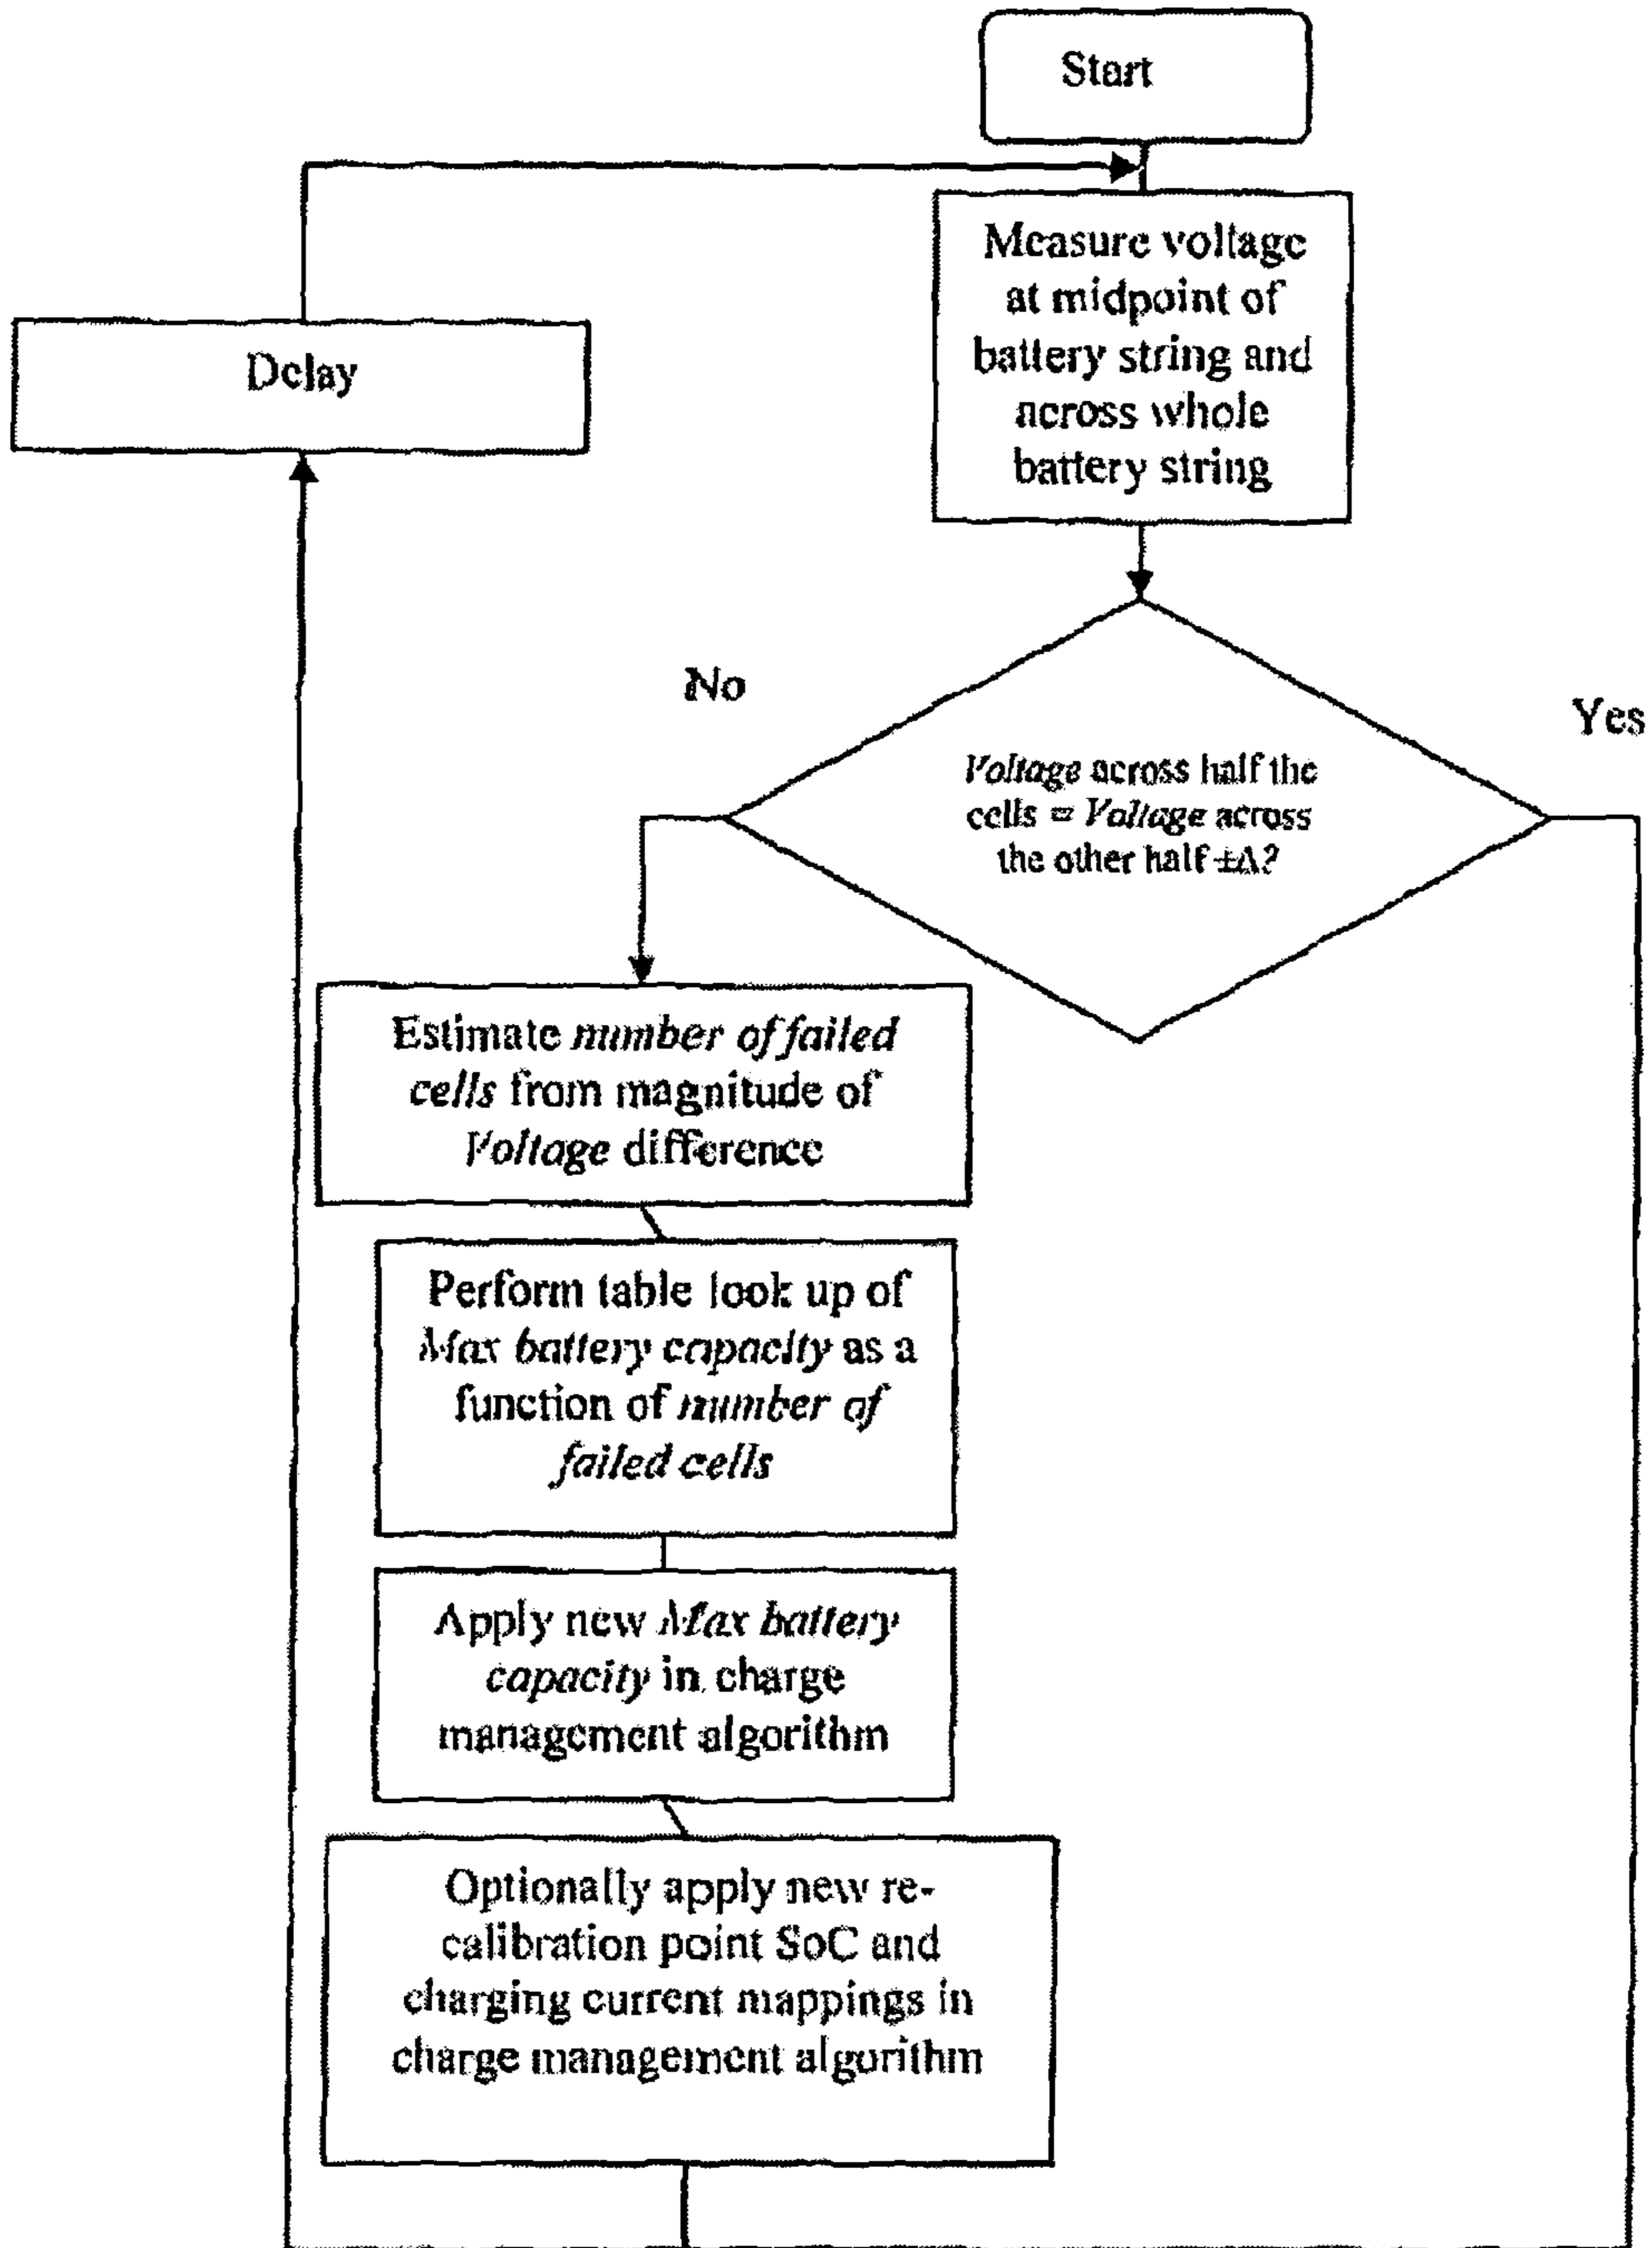 Start
Measure voltage
at midpoint of
battery string and
across whole
battery string
Delay
No
Yes
Voltage across half the
cells = Voltage across
the other half ±Δ?
Estimate number of failed
cells from magnitude of
Voltage difference
Perform table look up of
Max battery capacity as a
function of number of
failed cells
Apply new Max battery
capacity in charge
management algorithm
Optionally apply new re-
calibration point SoC and
charging current mappings in
charge management algorithm